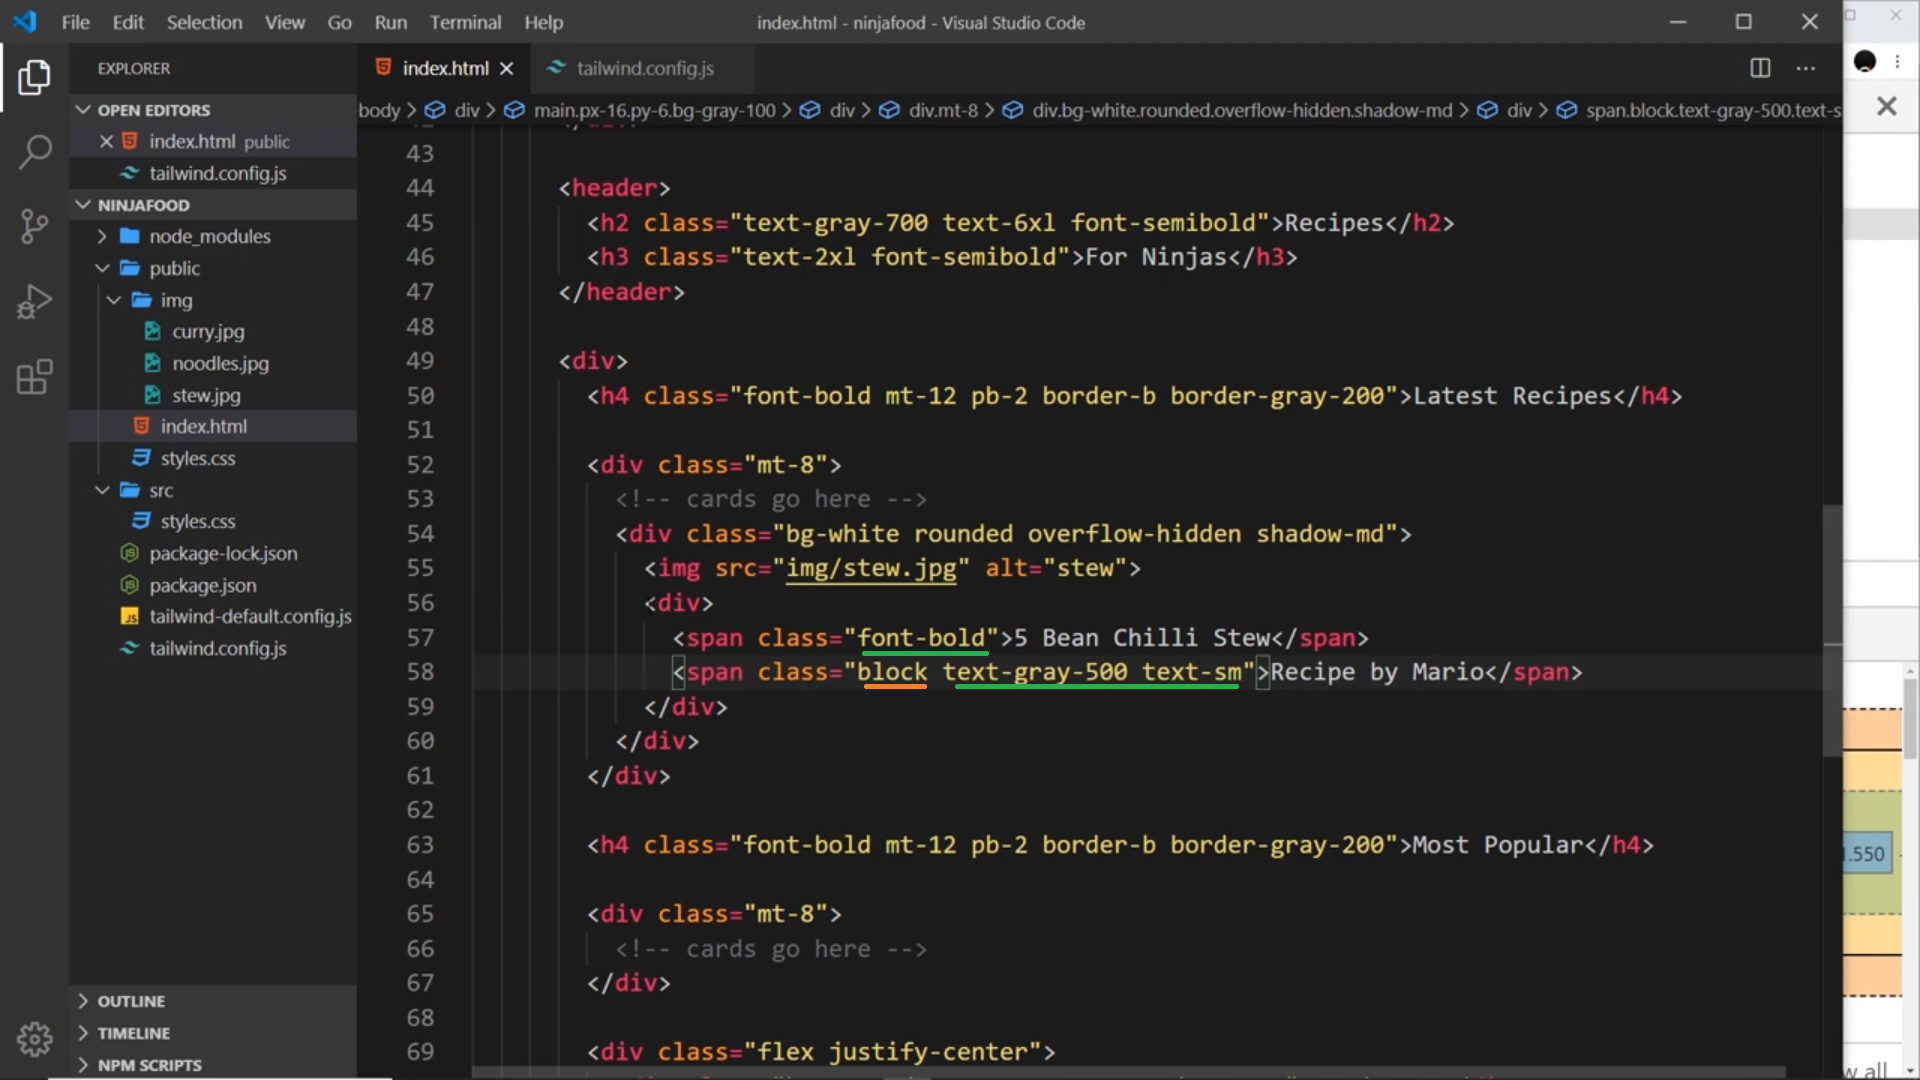 File Edit Selection View Go Run Terminal Help
index.html - ninjafood - Visual Studio Code
EXPLORER
OPEN EDITORS
index.html public
tailwind.config.js
NINJAFOOD
node_modules
public
img
curry.jpg
noodles.jpg
stew.jpg
index.html
styles.css
src
styles.css
package-lock.json
package.json
JS tailwind-default.config.js
tailwind.config.js
OUTLINE
TIMELINE
NPM SCRIPTS
index.html tailwind.config.js
body > div > main.px-16.py-6.bg-gray-100 > div > div.mt-8 > div.bg-white.rounded.overflow-hidden.shadow-md > div > span.block.text-gray-500.text-s
43
44 <header>
45 <h2 class="text-gray-700 text-6xl font-semibold">Recipes</h2>
46 <h3 class="text-2xl font-semibold">For Ninjas</h3>
47 </header>
48
49 <div>
50 <h4 class="font-bold mt-12 pb-2 border-b border-gray-200">Latest Recipes</h4>
51
52 <div class="mt-8">
53 <!-- cards go here -->
54 <div class="bg-white rounded overflow-hidden shadow-md">
55 <img src="img/stew.jpg" alt="stew">
56 <div>
57 <span class="font-bold">5 Bean Chilli Stew</span>
58 <span class="block text-gray-500 text-sm">Recipe by Mario</span>
59 </div>
60 </div>
61 </div>
62
63 <h4 class="font-bold mt-12 pb-2 border-b border-gray-200">Most Popular</h4>
64
65 <div class="mt-8">
66 <!-- cards go here -->
67 </div>
68
69 <div class="flex justify-center">
.550